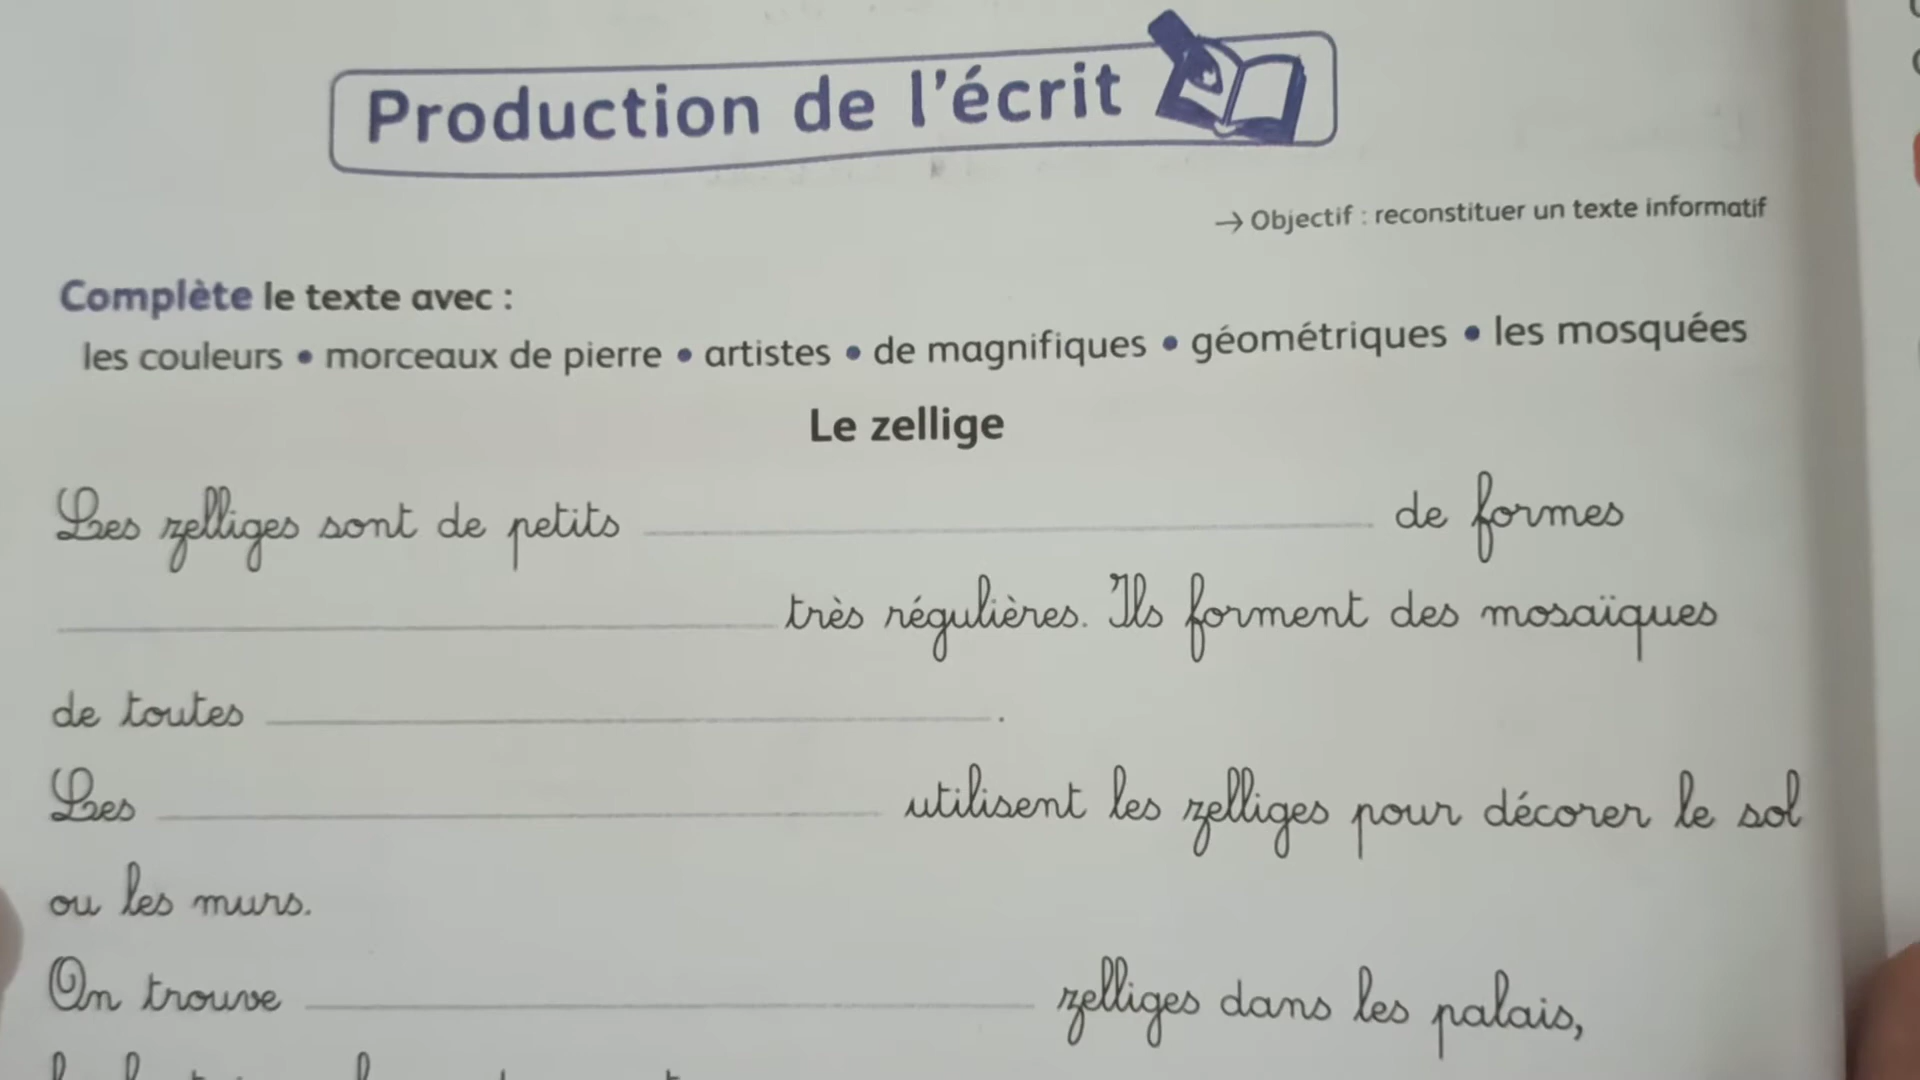 Production de l'écrit
→ Objectif : reconstituer un texte informatif
Complète le texte avec :
les couleurs • morceaux de pierre • artistes • de magnifiques • géométriques • les mosquées
Le zellige
Les zelliges sont de petits de formes
très régulières. Ils forment des mosaïques
de toutes .
Les utilisent les zelliges pour décorer le sol
ou les murs.
On trouve zelliges dans les palais,